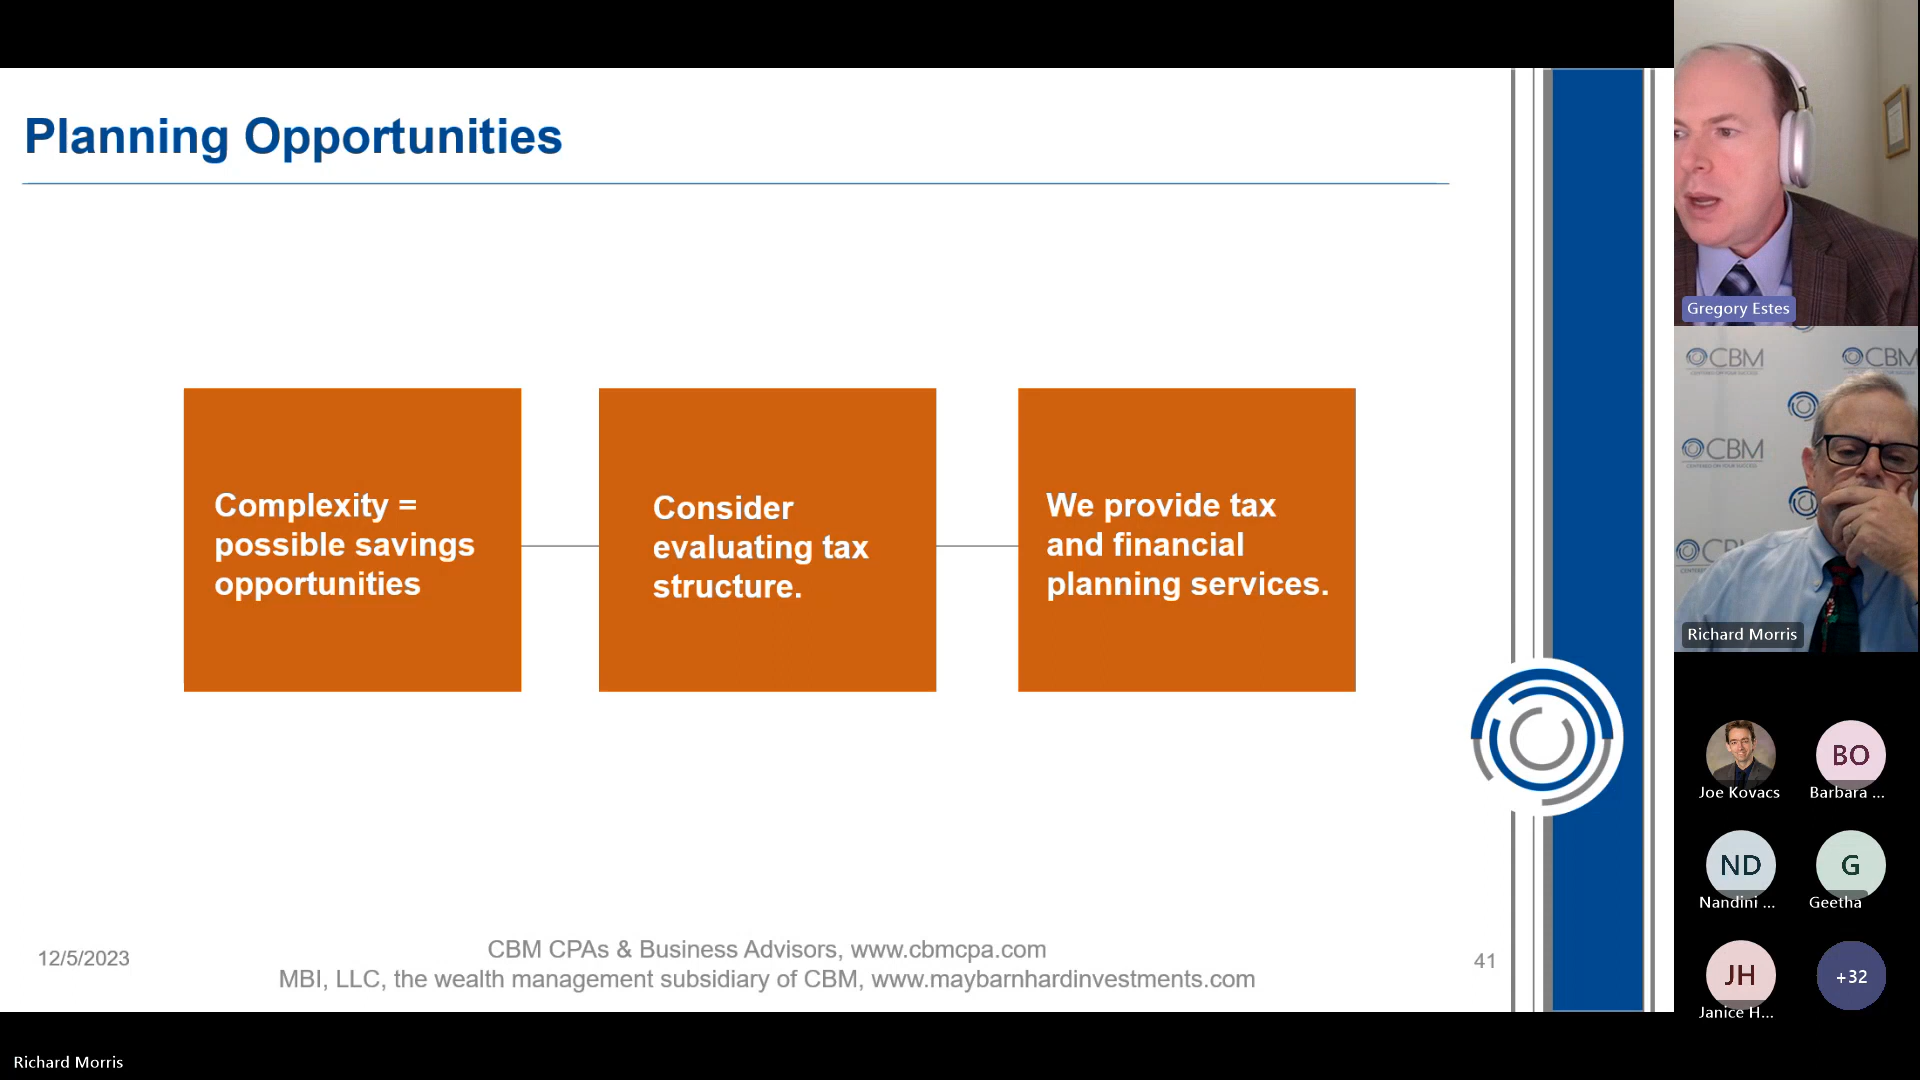 Planning Opportunities
Complexity =
possible savings
opportunities
Consider
evaluating tax
structure.
We provide tax
and financial
planning services.
12/5/2023
CBM CPAs & Business Advisors, www.cbmcpa.com
MBI, LLC, the wealth management subsidiary of CBM, www.maybarnhardinvestments.com
41
Gregory Estes
CBM
CBM
CBM
Richard Morris
Joe Kovacs
BO
Barbara ...
ND
Nandini ...
G
Geetha
JH
Janice H...
+32
Richard Morris